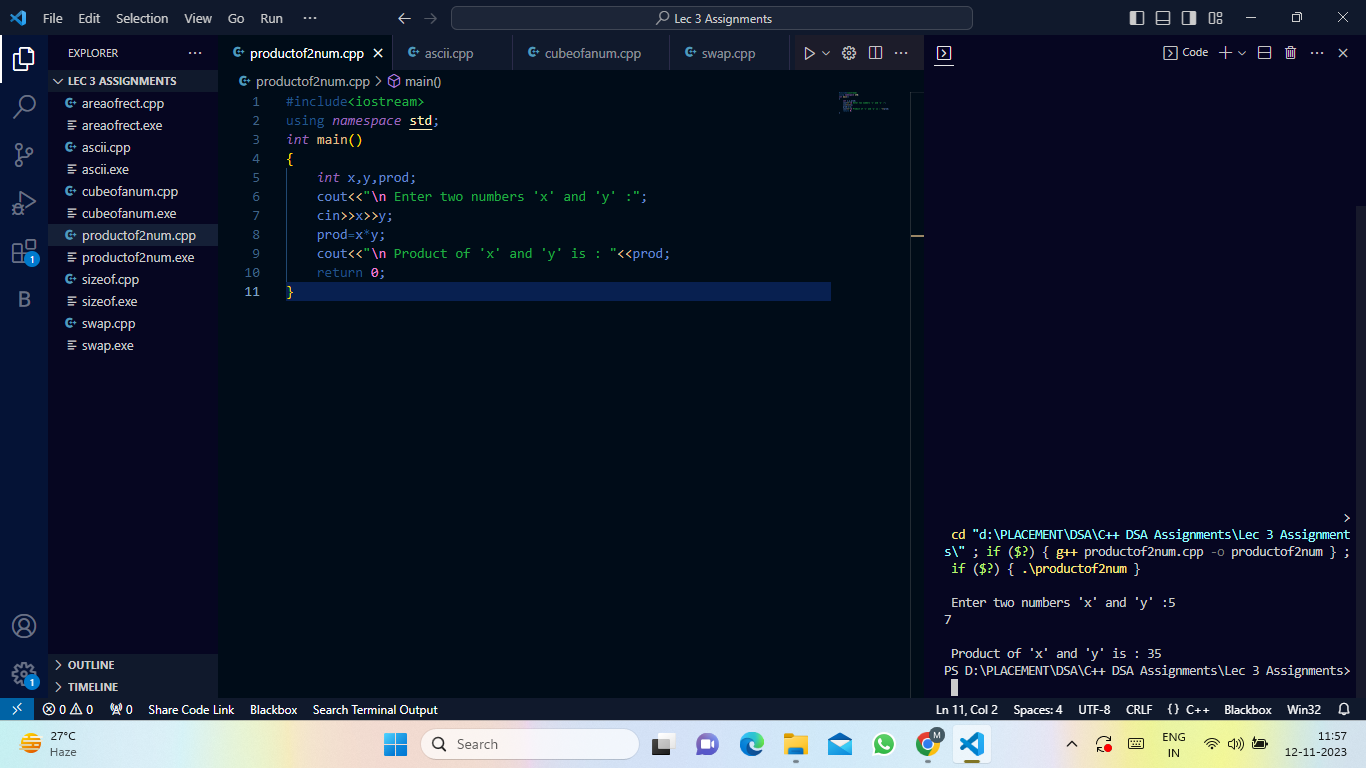 File Edit Selection View Go Run ··· Lec 3 Assignments
EXPLORER ···
LEC 3 ASSIGNMENTS
areaofrect.cpp
areaofrect.exe
ascii.cpp
ascii.exe
cubeofanum.cpp
cubeofanum.exe
productof2num.cpp
productof2num.exe
sizeof.cpp
sizeof.exe
swap.cpp
swap.exe
OUTLINE
TIMELINE
1
B
1
productof2num.cpp ascii.cpp cubeofanum.cpp swap.cpp ···
productof2num.cpp > main()
1 #include<iostream>
2 using namespace std;
3 int main()
4 {
5 int x,y,prod;
6 cout<<"\n Enter two numbers 'x' and 'y' :";
7 cin>>x>>y;
8 prod=x*y;
9 cout<<"\n Product of 'x' and 'y' is : "<<prod;
10 return 0;
11 }
Code ···
>
cd "d:\PLACEMENT\DSA\C++ DSA Assignments\Lec 3 Assignment
s\" ; if ($?) { g++ productof2num.cpp -o productof2num } ;
if ($?) { .\productof2num }
Enter two numbers 'x' and 'y' :5
7
Product of 'x' and 'y' is : 35
PS D:\PLACEMENT\DSA\C++ DSA Assignments\Lec 3 Assignments>
0 0 0 Share Code Link Blackbox Search Terminal Output Ln 11, Col 2 Spaces: 4 UTF-8 CRLF {} C++ Blackbox Win32
27°C
Haze
Search
M
ENG
IN
11:57
12-11-2023